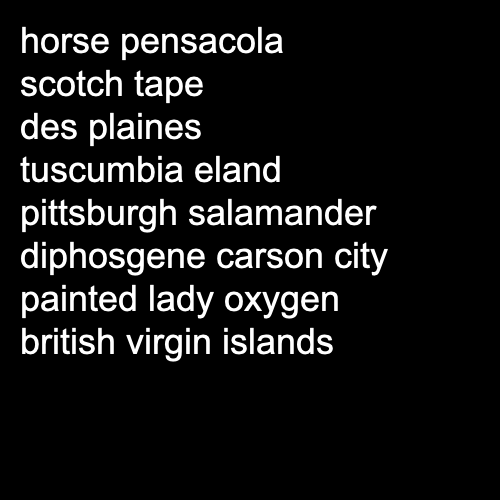 horse pensacola
scotch tape
des plaines
tuscumbia eland
pittsburgh salamander
diphosgene carson city
painted lady oxygen
british virgin islands